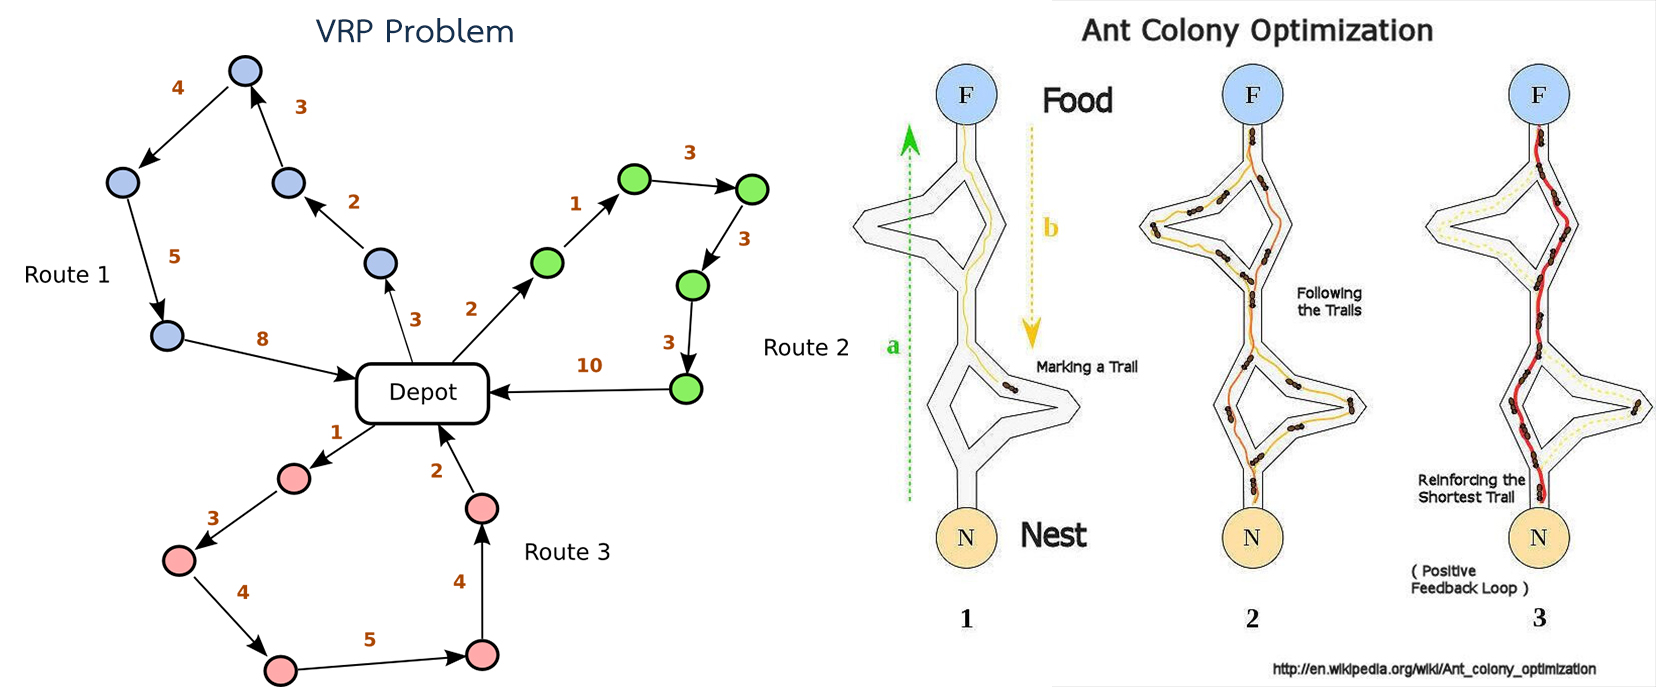 VRP Problem
4
3
2
5
Route 1
3
8
Depot
2
1
3
3
3
10
Route 2
1
3
4
5
4
2
Route 3
Ant Colony Optimization
F
Food
a
b
Marking a Trail
N
Nest
1
F
Following
the Trails
N
2
F
Reinforcing the
Shortest Trail
N
( Positive
Feedback Loop )
3
http://en.wikipedia.org/wiki/Ant_colony_optimization